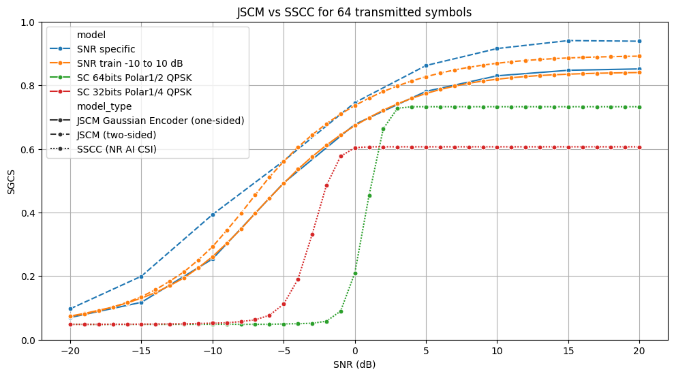 JSCM vs SSCC for 64 transmitted symbols
model
SNR specific
SNR train -10 to 10 dB
SC 64bits Polar1/2 QPSK
SC 32bits Polar1/4 QPSK
model_type
JSCM Gaussian Encoder (one-sided)
JSCM (two-sided)
SSCC (NR AI CSI)
1.0
0.8
0.6
0.4
0.2
0.0
SGCS
−20 −15 −10 −5 0 5 10 15 20
SNR (dB)